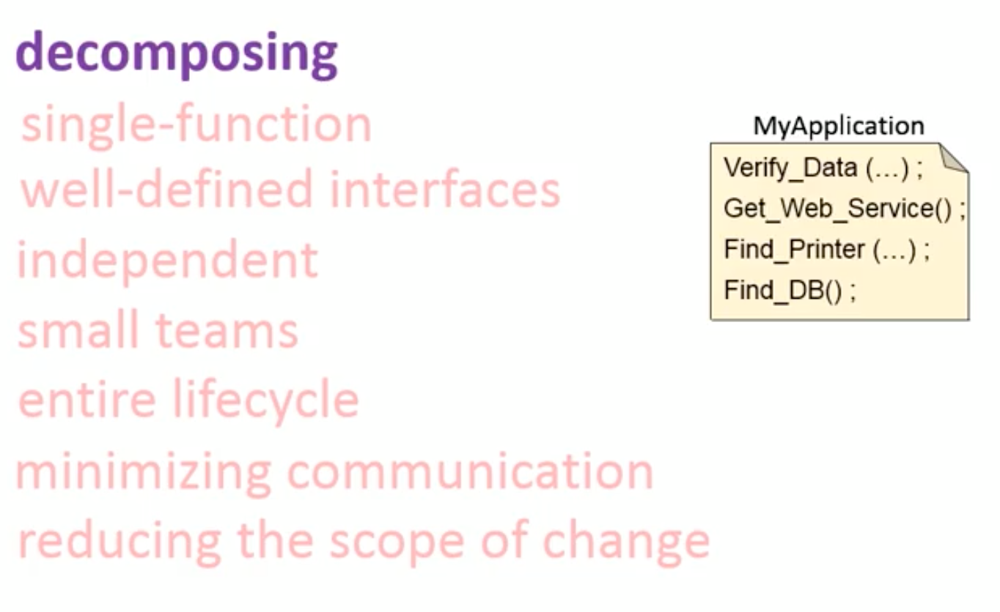 decomposing
single-function
well-defined interfaces
independent
small teams
entire lifecycle
minimizing communication
reducing the scope of change
MyApplication
Verify_Data (...) ;
Get_Web_Service() ;
Find_Printer (...) ;
Find_DB() ;